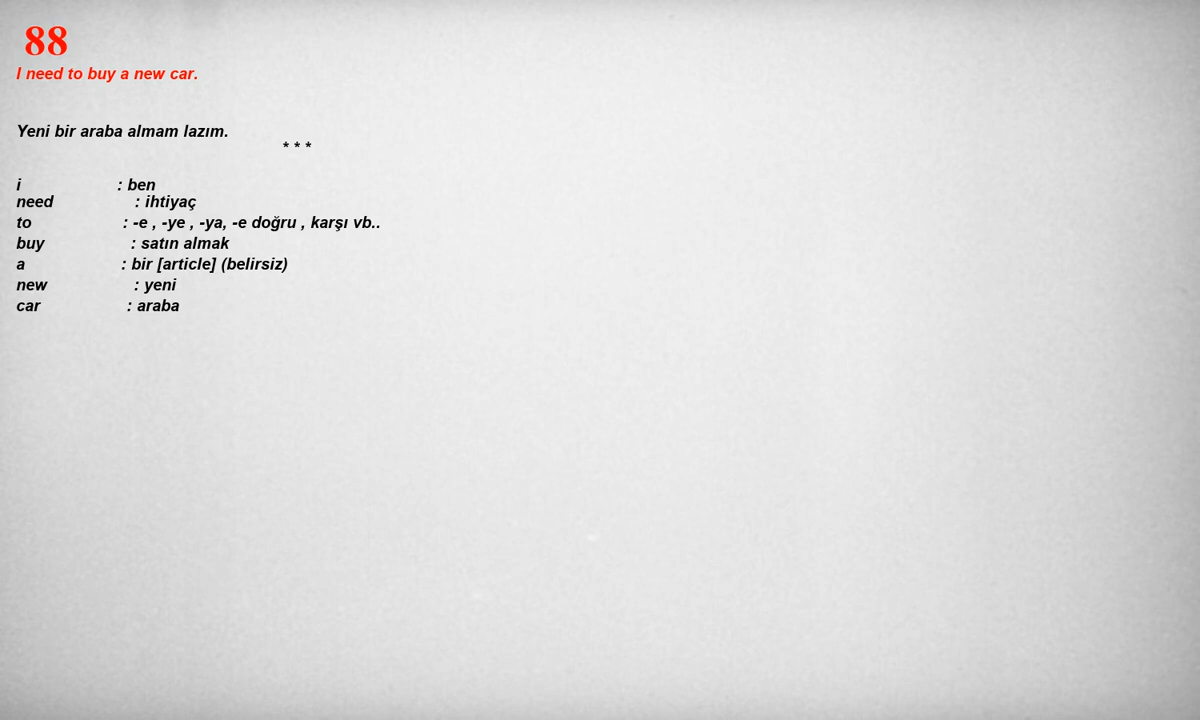 88
I need to buy a new car.
Yeni bir araba almam lazım.
* * *
i : ben
need : ihtiyaç
to : -e , -ye , -ya, -e doğru , karşı vb..
buy : satın almak
a : bir [article] (belirsiz)
new : yeni
car : araba